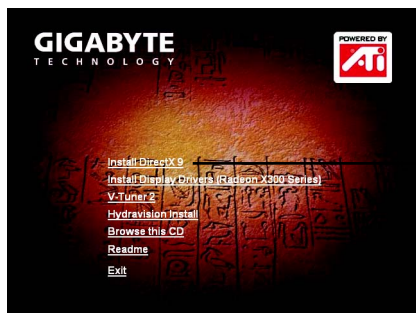 GIGABYTE
TECHNOLOGY
POWERED BY
ATi
Install DirectX 9
Install Display Drivers (Radeon X300 Series)
V-Tuner 2
Hydravision Install
Browse this CD
Readme
Exit